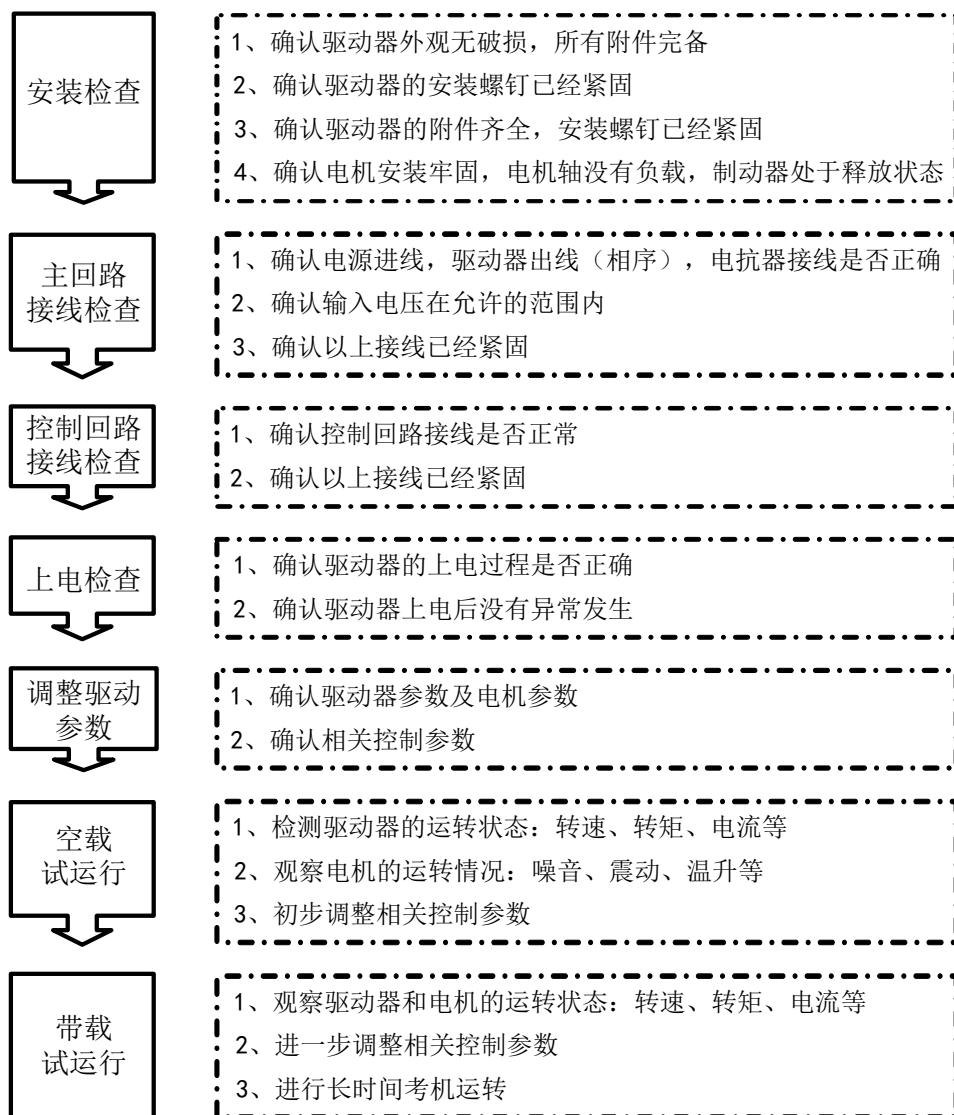 安装检查
1、确认驱动器外观无破损，所有附件完备
2、确认驱动器的安装螺钉已经紧固
3、确认驱动器的附件齐全，安装螺钉已经紧固
4、确认电机安装牢固，电机轴没有负载，制动器处于释放状态
主回路
接线检查
1、确认电源进线，驱动器出线（相序），电抗器接线是否正确
2、确认输入电压在允许的范围内
3、确认以上接线已经紧固
控制回路
接线检查
1、确认控制回路接线是否正常
2、确认以上接线已经紧固
上电检查
1、确认驱动器的上电过程是否正确
2、确认驱动器上电后没有异常发生
调整驱动
参数
1、确认驱动器参数及电机参数
2、确认相关控制参数
空载
试运行
1、检测驱动器的运转状态：转速、转矩、电流等
2、观察电机的运转情况：噪音、震动、温升等
3、初步调整相关控制参数
带载
试运行
1、观察驱动器和电机的运转状态：转速、转矩、电流等
2、进一步调整相关控制参数
3、进行长时间考机运转